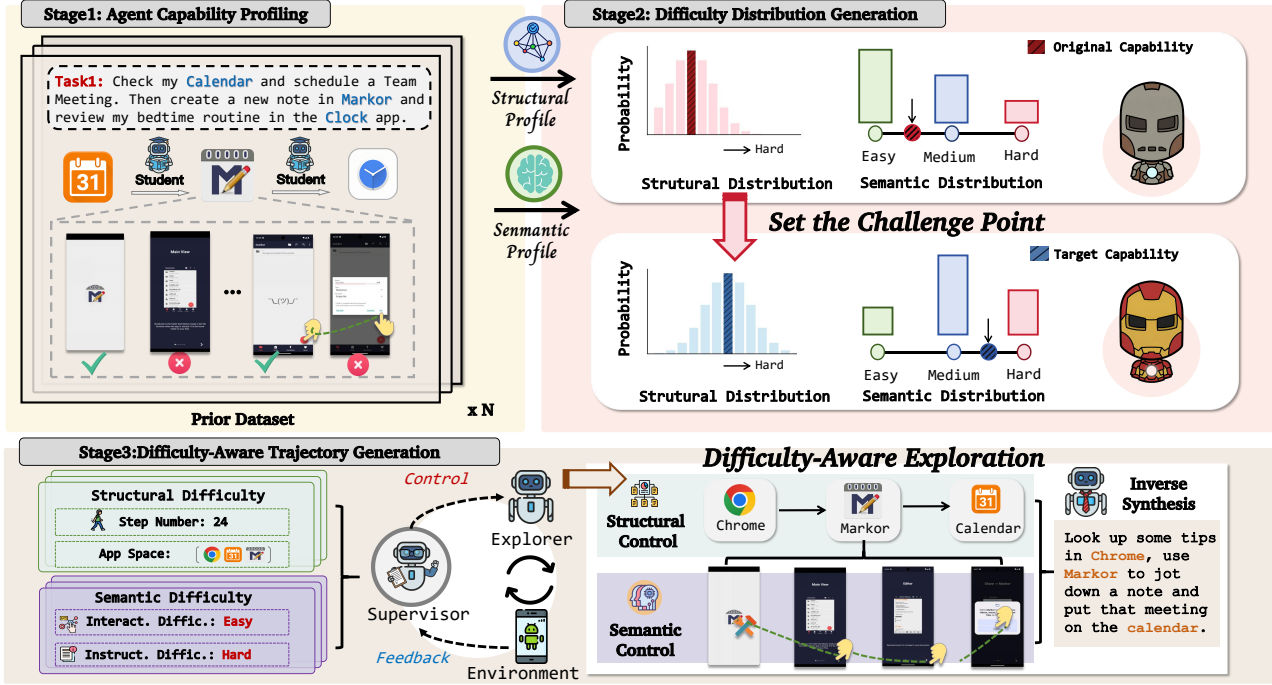 Stage1: Agent Capability Profiling
Task1: Check my Calendar and schedule a Team
Meeting. Then create a new note in Markor and
review my bedtime routine in the Clock app.
31
Student
M
Student
Main View
...
¯\_(ツ)_/¯
Prior Dataset
x N
Structural
Profile
Senmantic
Profile
Stage2: Difficulty Distribution Generation
Probability
Hard
Strutural Distribution
Easy
Medium
Hard
Semantic Distribution
Original Capability
Set the Challenge Point
Probability
Hard
Strutural Distribution
Easy
Medium
Hard
Semantic Distribution
Target Capability
Stage3:Difficulty-Aware Trajectory Generation
Structural Difficulty
Step Number: 24
App Space:
Semantic Difficulty
Interact. Diffic.: Easy
Instruct. Diffic.: Hard
Control
Supervisor
Explorer
Feedback
Environment
Difficulty-Aware Exploration
Structural
Control
Chrome
Markor
31
Calendar
Semantic
Control
Main View
Editor
Inverse
Synthesis
Look up some tips
in Chrome, use
Markor to jot
down a note and
put that meeting
on the calendar.